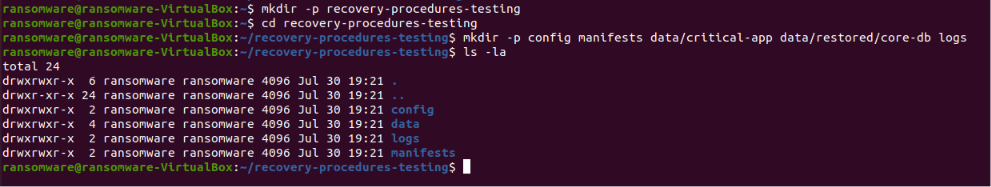 ransomware@ransomware-VirtualBox:~$ mkdir -p recovery-procedures-testing
ransomware@ransomware-VirtualBox:~$ cd recovery-procedures-testing
ransomware@ransomware-VirtualBox:~/recovery-procedures-testing$ mkdir -p config manifests data/critical-app data/restored/core-db logs
ransomware@ransomware-VirtualBox:~/recovery-procedures-testing$ ls -la
total 24
drwxrwxr-x  6 ransomware ransomware 4096 Jul 30 19:21 .
drwxr-xr-x 24 ransomware ransomware 4096 Jul 30 19:21 ..
drwxrwxr-x  2 ransomware ransomware 4096 Jul 30 19:21 config
drwxrwxr-x  4 ransomware ransomware 4096 Jul 30 19:21 data
drwxrwxr-x  2 ransomware ransomware 4096 Jul 30 19:21 logs
drwxrwxr-x  2 ransomware ransomware 4096 Jul 30 19:21 manifests
ransomware@ransomware-VirtualBox:~/recovery-procedures-testing$